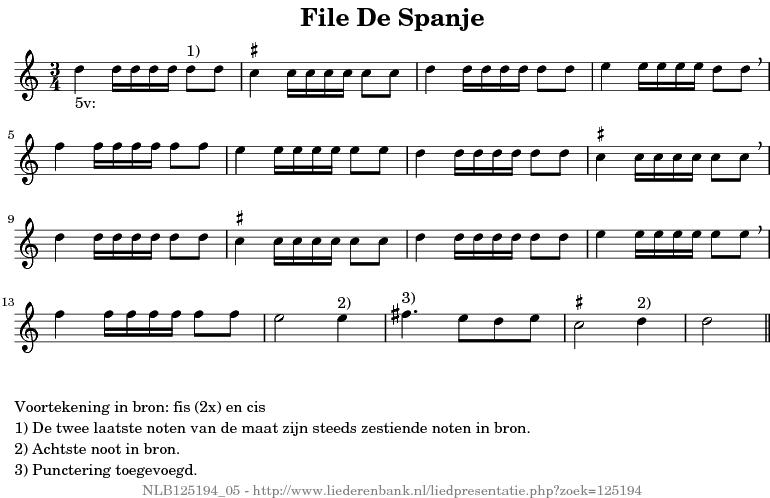 File De Spanje
1)
3
4
5v:
5
9
13
2)
3)
2)
Voortekening in bron: fis (2x) en cis
1) De twee laatste noten van de maat zijn steeds zestiende noten in bron.
2) Achtste noot in bron.
3) Punctering toegevoegd.
NLB125194_05 - http://www.liederenbank.nl/liedpresentatie.php?zoek=125194